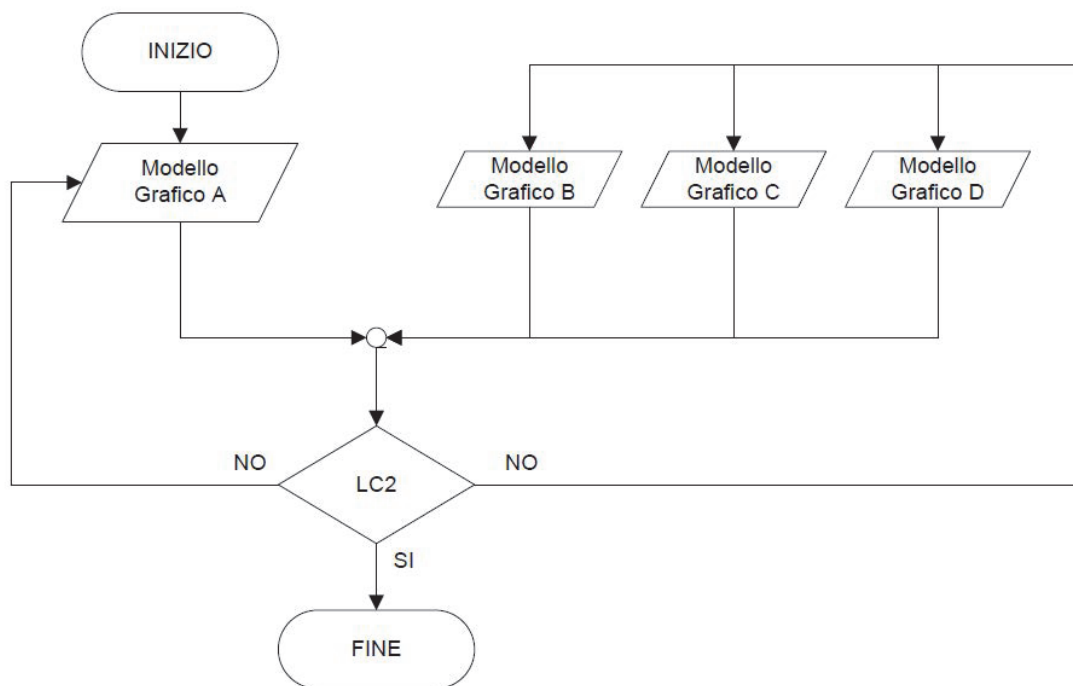 INIZIO
Modello
Grafico A
Modello
Grafico B
Modello
Grafico C
Modello
Grafico D
NO
LC2
NO
SI
FINE